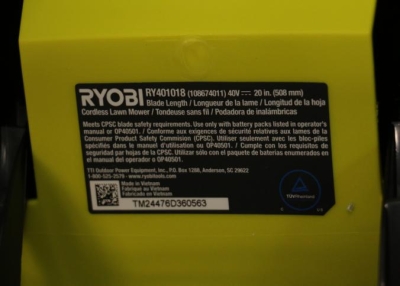 RYOBI RY401018 (108674011) 40V⎓ 20 in. (508 mm)
Blade Length / Longueur de la lame / Longitud de la hoja
Cordless Lawn Mower / Tondeuse sans fil / Podadora de inalámbricas
Meets CPSC blade safety requirements. Use only with battery packs listed in operator's
manual or OP40501. / Conforme aux exigences de sécurité relatives aux lames de la
Consumer Product Safety Commision (CPSC). Utiliser seulement avec les bloc-piles
spécifiés dans le manuel d'utilisation ou OP40501. / Cumple con los requisitos de
seguridad par hojas de la CPSC. Utilizar sólo con el paquete de baterías enumerados en
el manual del operador o OP40501.
TTI Outdoor Power Equipment, Inc. P.O. Box 1288, Anderson, SC 29622
1-800-525-2579 · www.ryobitools.com
Made in Vietnam
Fabriqué au Vietnam
Hecho en Vietnam
TÜVRheinland
TM24476D360563